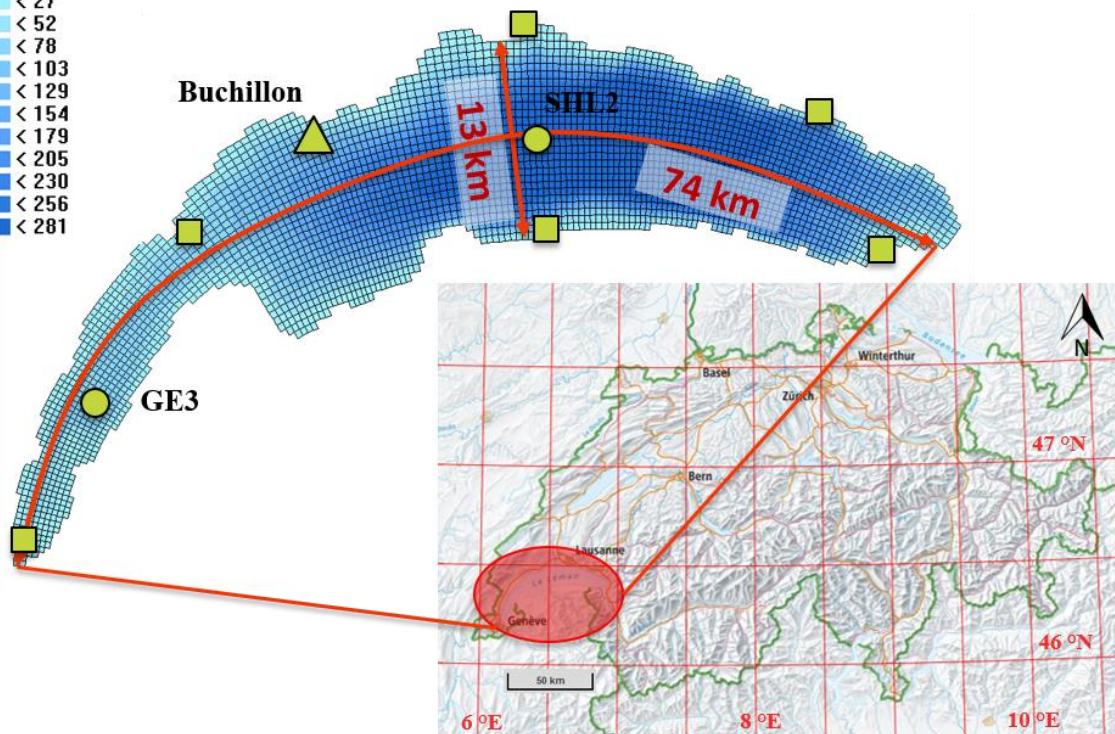 < 27
< 52
< 78
< 103
< 129
< 154
< 179
< 205
< 230
< 256
< 281
Buchillon
SHL2
13 km
74 km
GE3
N
Bodensee
Basel
Winterthur
Zürich
47 °N
Bern
Lausanne
Le Léman
Genève
46 °N
50 km
6 °E
8 °E
10 °E